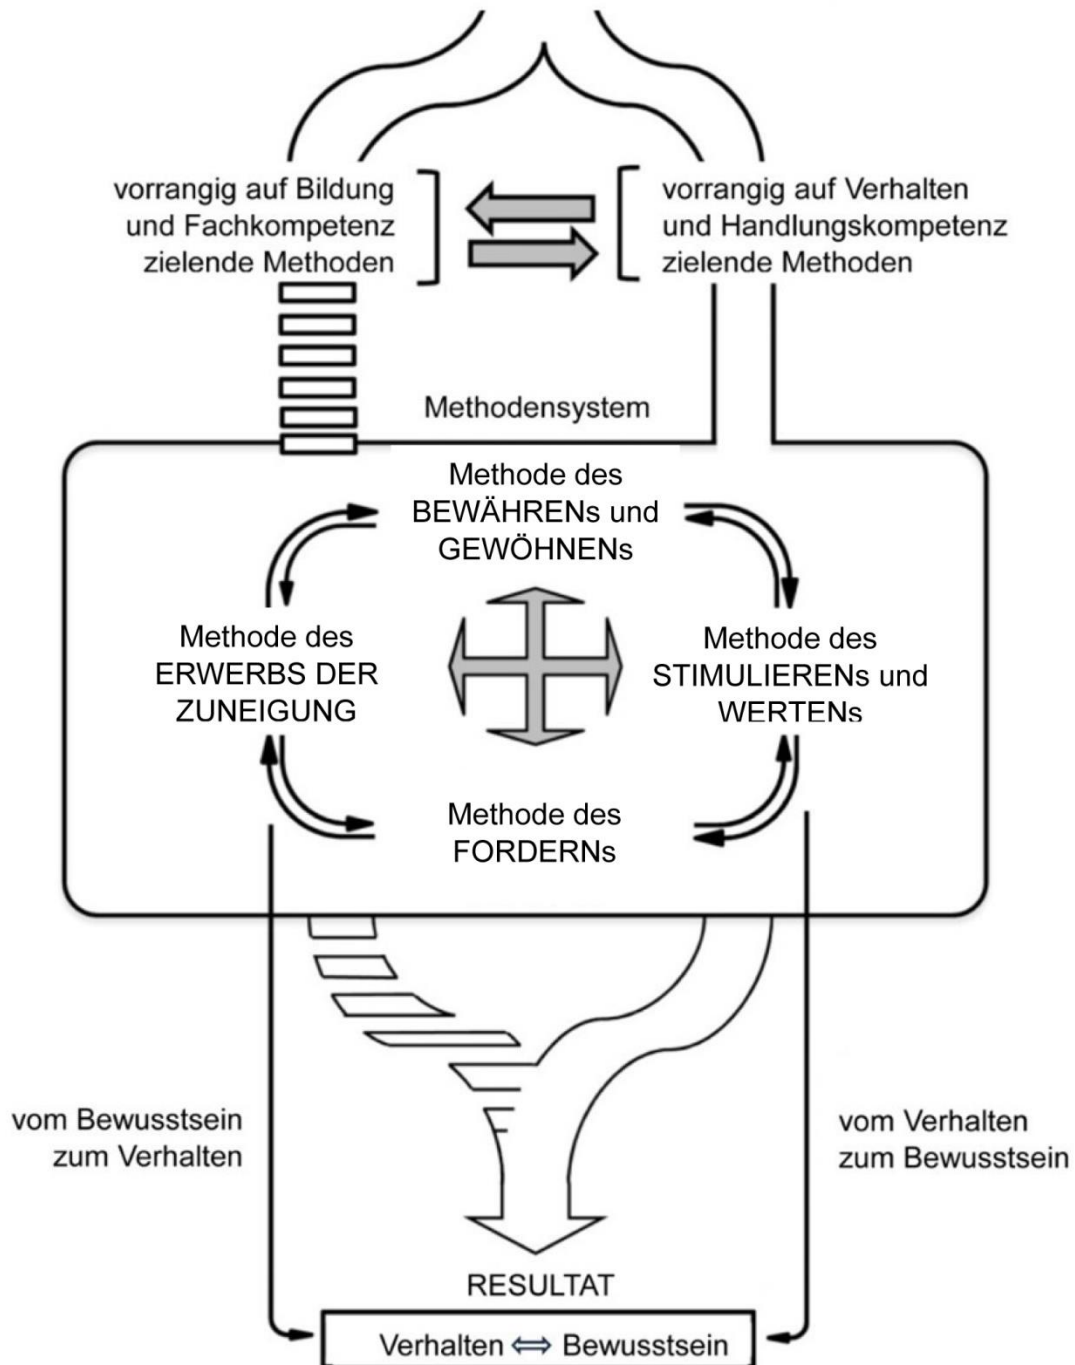 vorrangig auf Bildung
und Fachkompetenz
zielende Methoden
vorrangig auf Verhalten
und Handlungskompetenz
zielende Methoden
Methodensystem
Methode des
BEWÄHRENs und
GEWÖHNENs
Methode des
ERWERBS DER
ZUNEIGUNG
Methode des
STIMULIERENs und
WERTENs
Methode des
FORDERNs
vom Bewusstsein
zum Verhalten
vom Verhalten
zum Bewusstsein
RESULTAT
Verhalten ⇔ Bewusstsein